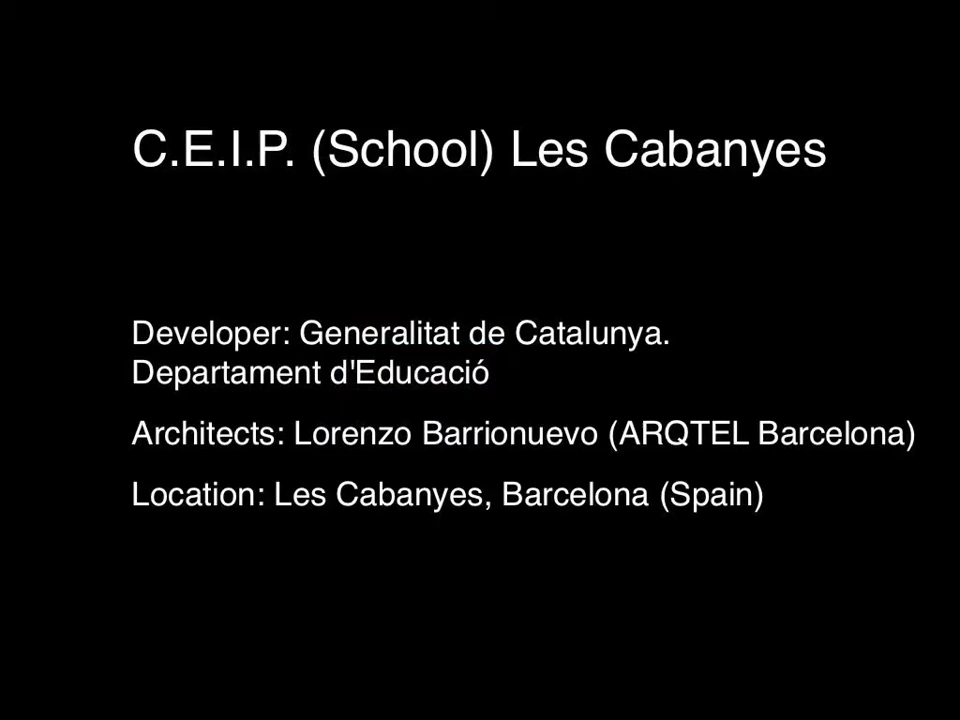 C.E.I.P. (School) Les Cabanyes
Developer: Generalitat de Catalunya.
Departament d'Educació
Architects: Lorenzo Barrionuevo (ARQTEL Barcelona)
Location: Les Cabanyes, Barcelona (Spain)